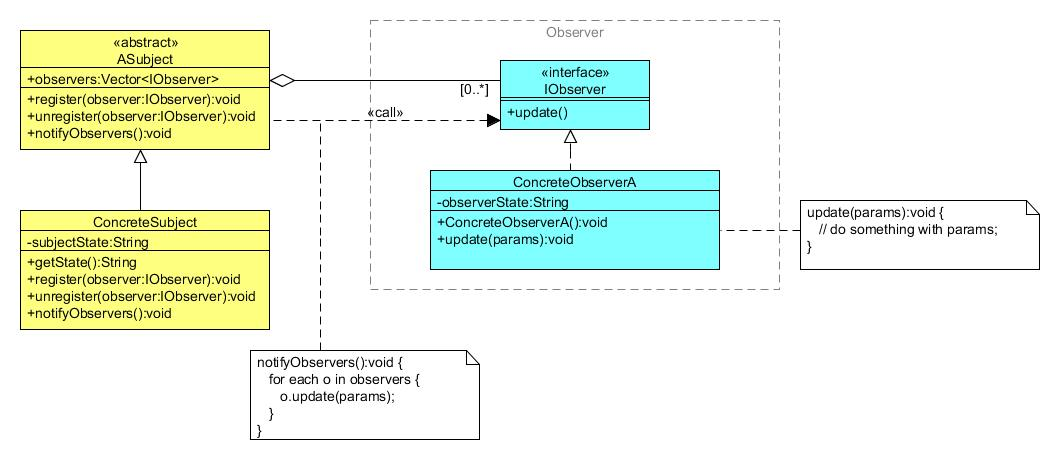 «abstract»
ASubject
+observers:Vector<IObserver>
+register(observer:IObserver):void
+unregister(observer:IObserver):void
+notifyObservers():void
Observer
«interface»
IObserver
+update()
[0..*]
«call»
ConcreteObserverA
-observerState:String
+ConcreteObserverA():void
+update(params):void
update(params):void {
// do something with params;
}
ConcreteSubject
-subjectState:String
+getState():String
+register(observer:IObserver):void
+unregister(observer:IObserver):void
+notifyObservers():void
notifyObservers():void {
for each o in observers {
o.update(params);
}
}